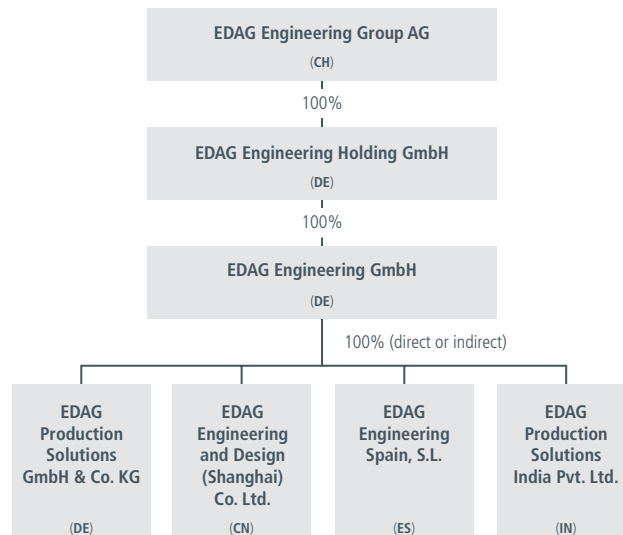 EDAG Engineering Group AG
(CH)
100%
EDAG Engineering Holding GmbH
(DE)
100%
EDAG Engineering GmbH
(DE)
100% (direct or indirect)
EDAG
Production
Solutions
GmbH & Co. KG
(DE)
EDAG
Engineering
and Design
(Shanghai)
Co. Ltd.
(CN)
EDAG
Engineering
Spain, S.L.
(ES)
EDAG
Production
Solutions
India Pvt. Ltd.
(IN)